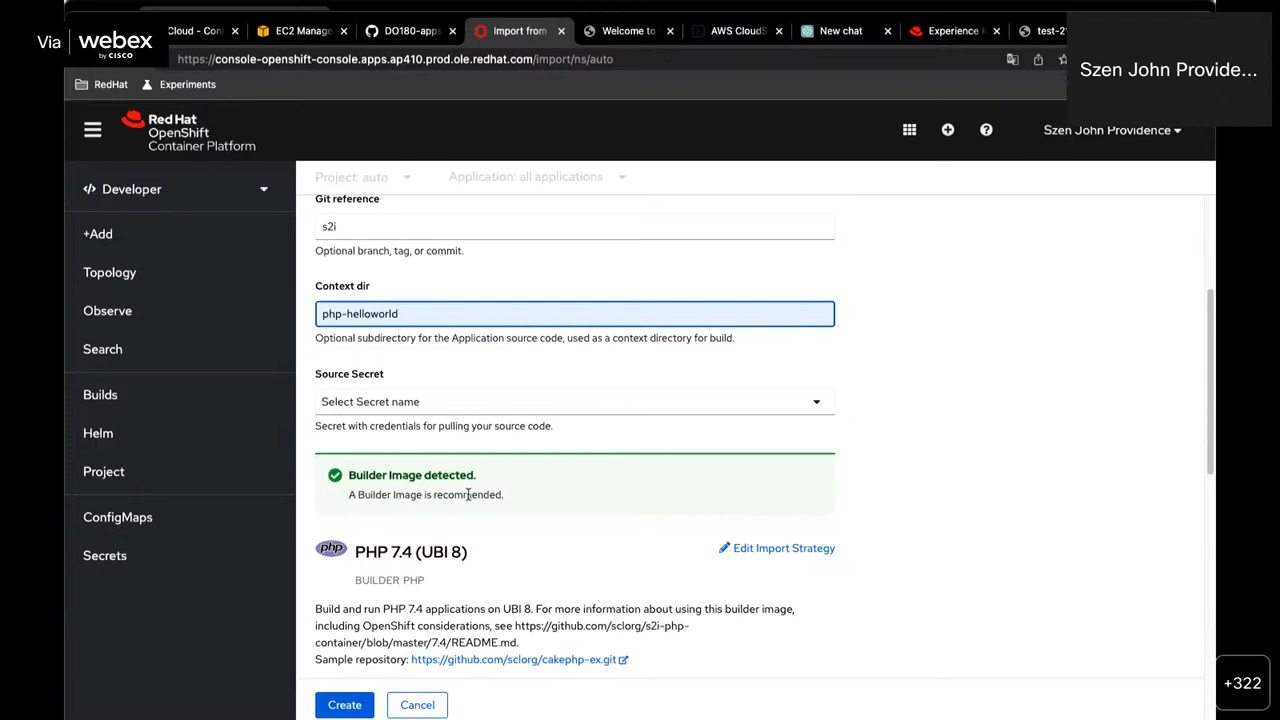 Via webex by CISCO
Cloud - Con
EC2 Manage
DO180-apps
Import from
Welcome to
AWS CloudS
New chat
Experience F
test-2
https://console-openshift-console.apps.ap410.prod.ole.redhat.com/import/ns/auto
Szen John Provide...
RedHat
Experiments
Red Hat
OpenShift
Container Platform
Szen John Providence
Developer
Project: auto
Application: all applications
+Add
Topology
Observe
Search
Builds
Helm
Project
ConfigMaps
Secrets
Git reference
s2i
Optional branch, tag, or commit.
Context dir
php-helloworld
Optional subdirectory for the Application source code, used as a context directory for build.
Source Secret
Select Secret name
Secret with credentials for pulling your source code.
Builder Image detected.
A Builder Image is recommended.
php
PHP 7.4 (UBI 8)
Edit Import Strategy
BUILDER PHP
Build and run PHP 7.4 applications on UBI 8. For more information about using this builder image,
including OpenShift considerations, see https://github.com/sclorg/s2i-php-
container/blob/master/7.4/README.md.
Sample repository: https://github.com/sclorg/cakephp-ex.git
Create
Cancel
+322